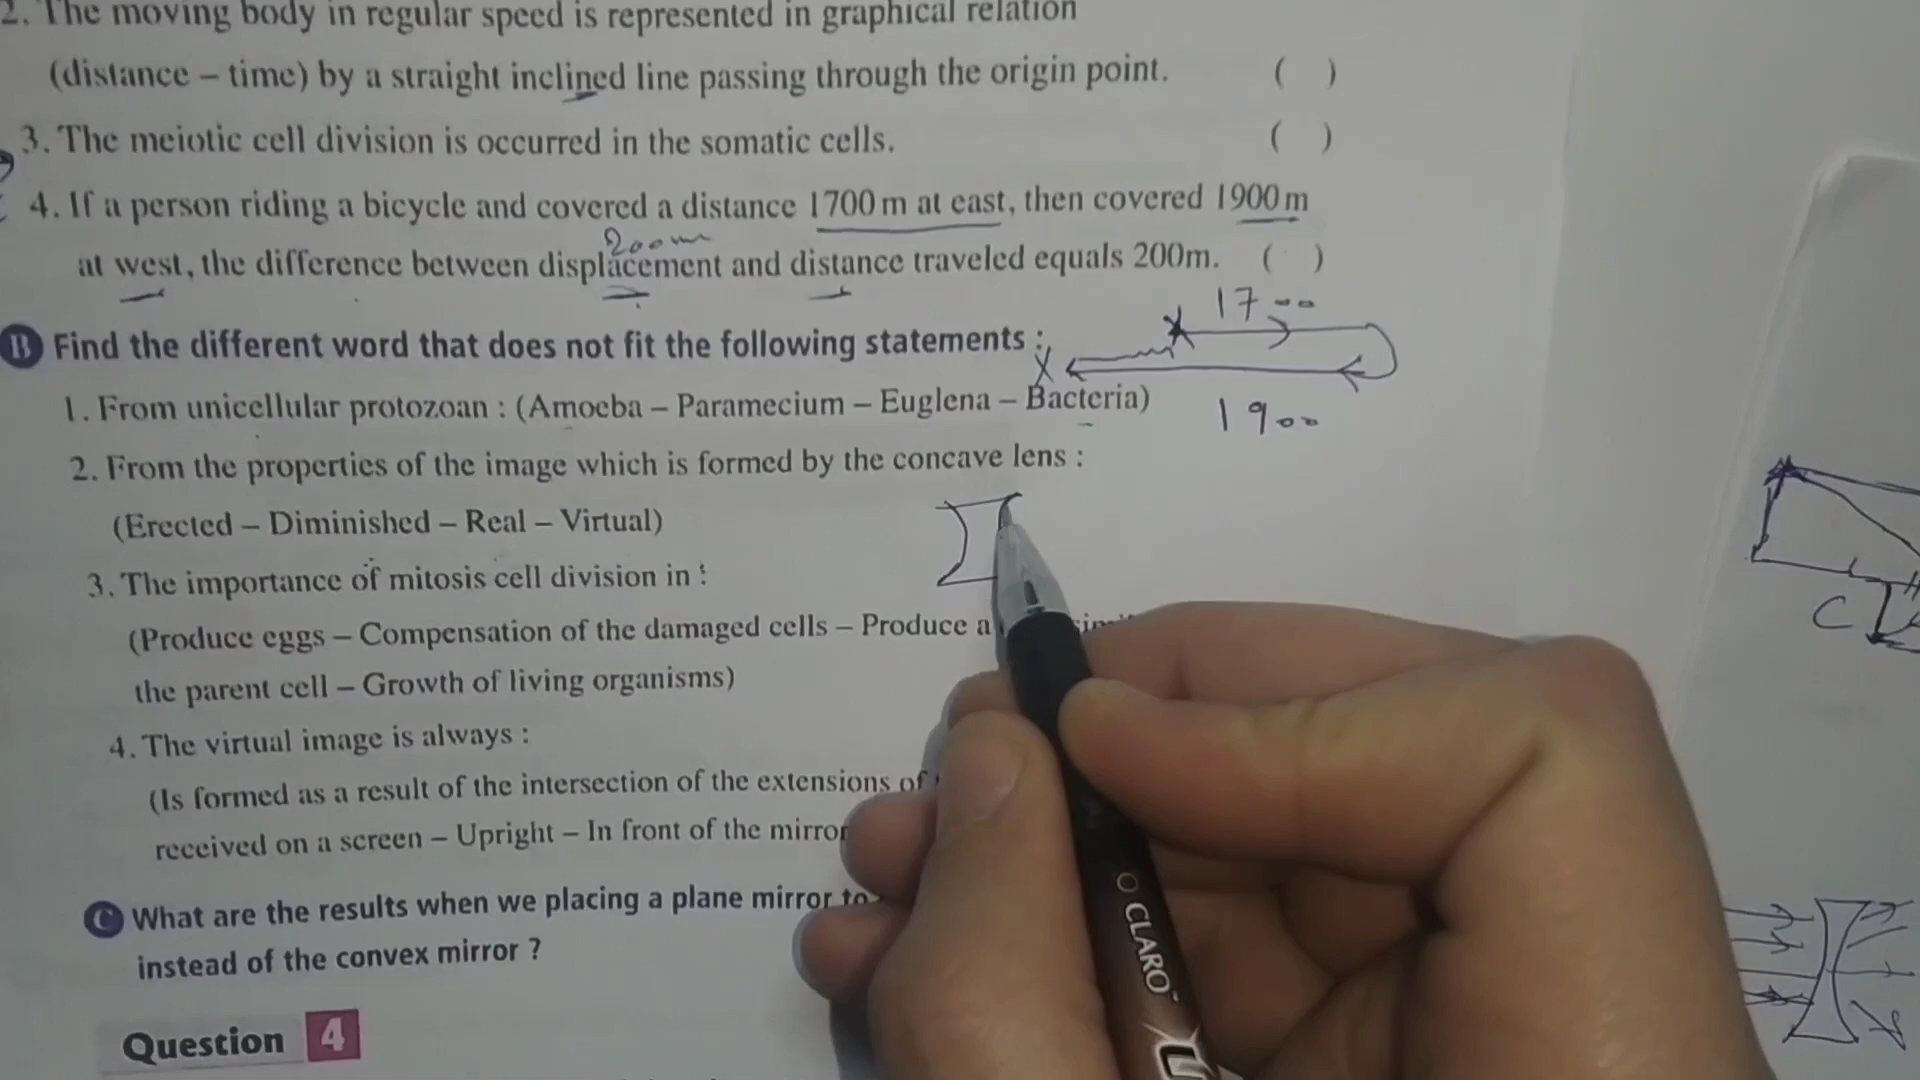 2. The moving body in regular speed is represented in graphical relation
(distance – time) by a straight inclined line passing through the origin point. ( )
3. The meiotic cell division is occurred in the somatic cells. ( )
4. If a person riding a bicycle and covered a distance 1700 m at east, then covered 1900 m
200m
at west, the difference between displacement and distance traveled equals 200m. ( )
1700
B Find the different word that does not fit the following statements :
1. From unicellular protozoan : (Amoeba – Paramecium – Euglena – Bacteria)
1900
2. From the properties of the image which is formed by the concave lens :
(Erected – Diminished – Real – Virtual)
3. The importance of mitosis cell division in :
(Produce eggs – Compensation of the damaged cells – Produce a
the parent cell – Growth of living organisms)
4. The virtual image is always :
(Is formed as a result of the intersection of the extensions of
received on a screen – Upright – In front of the mirror
C What are the results when we placing a plane mirror to
instead of the convex mirror ?
Question 4
C
CLARO